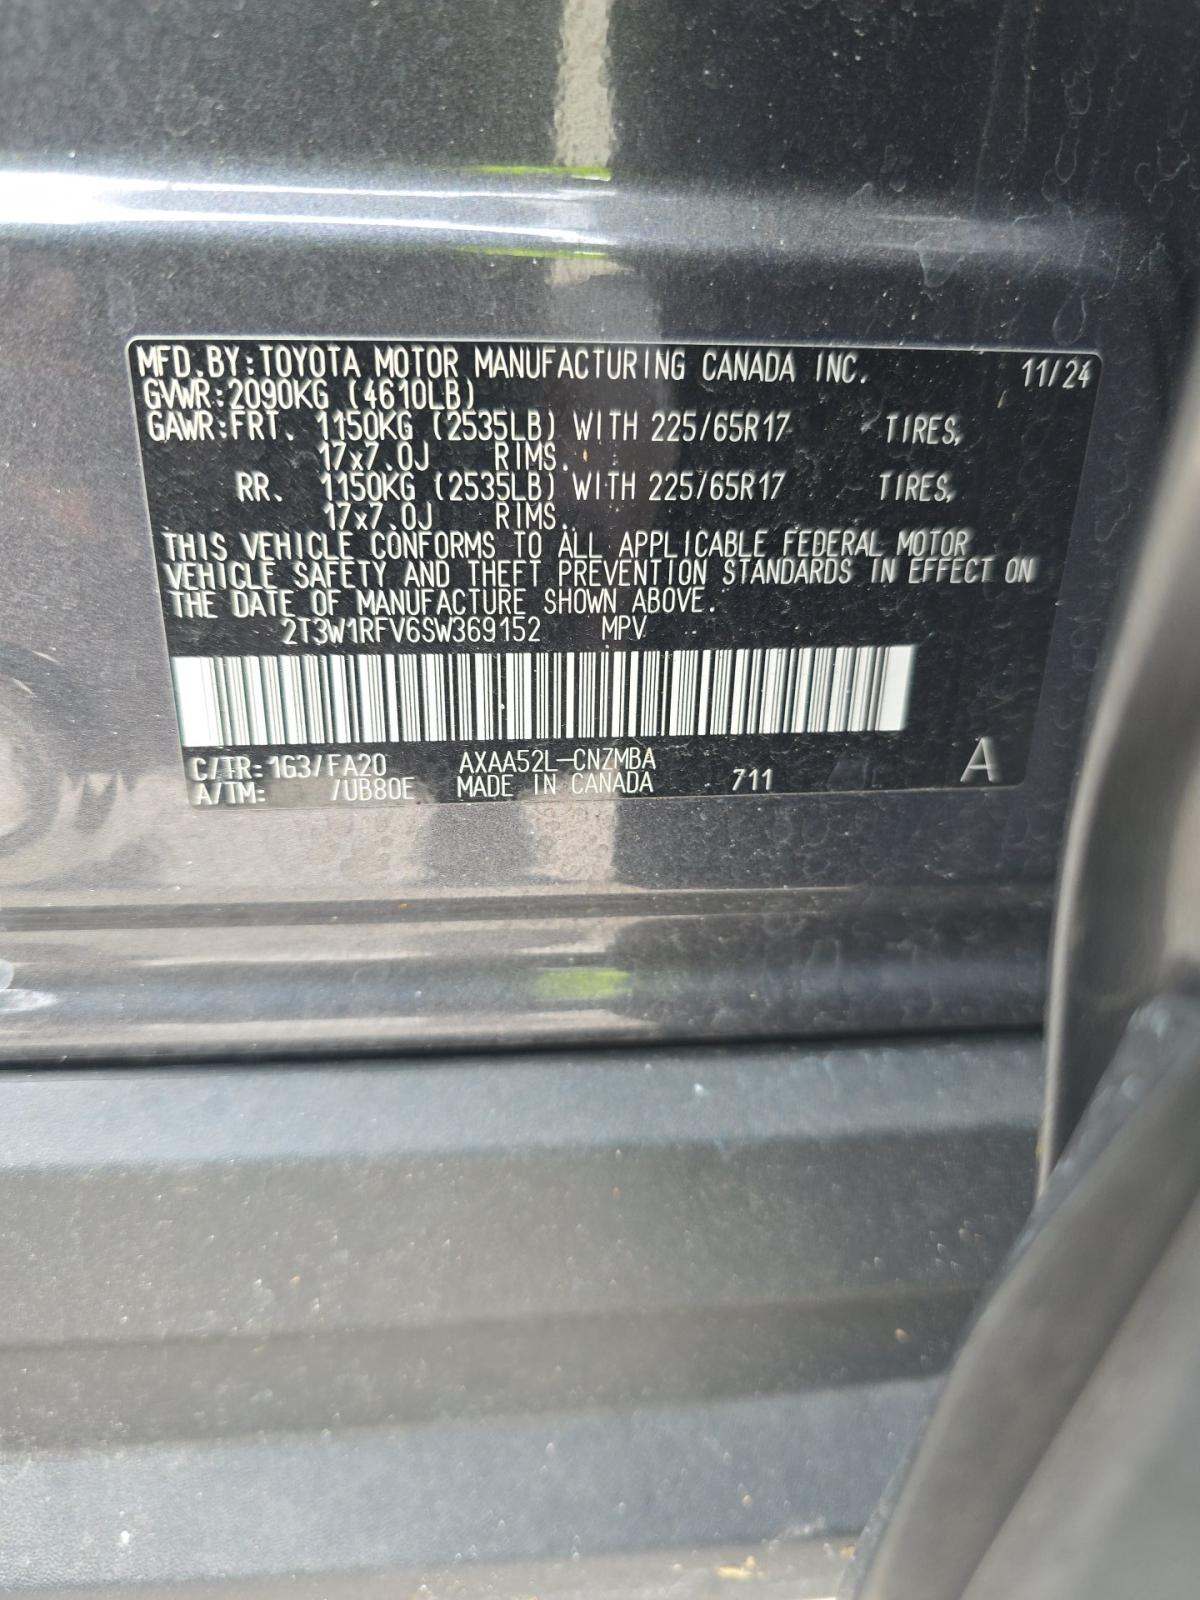 MFD.BY:TOYOTA MOTOR MANUFACTURING CANADA INC. 11/24
GVWR:2090KG (4610LB)
GAWR:FRT. 1150KG (2535LB) WITH 225/65R17 TIRES,
17x7.0J RIMS.
RR. 1150KG (2535LB) WITH 225/65R17 TIRES,
17x7.0J RIMS.
THIS VEHICLE CONFORMS TO ALL APPLICABLE FEDERAL MOTOR
VEHICLE SAFETY AND THEFT PREVENTION STANDARDS IN EFFECT ON
THE DATE OF MANUFACTURE SHOWN ABOVE.
2T3W1RFV6SW369152 MPV
C/TR:1G3/FA20 AXAA52L-CNZMBA
A/TM: /UB80E MADE IN CANADA 711 A